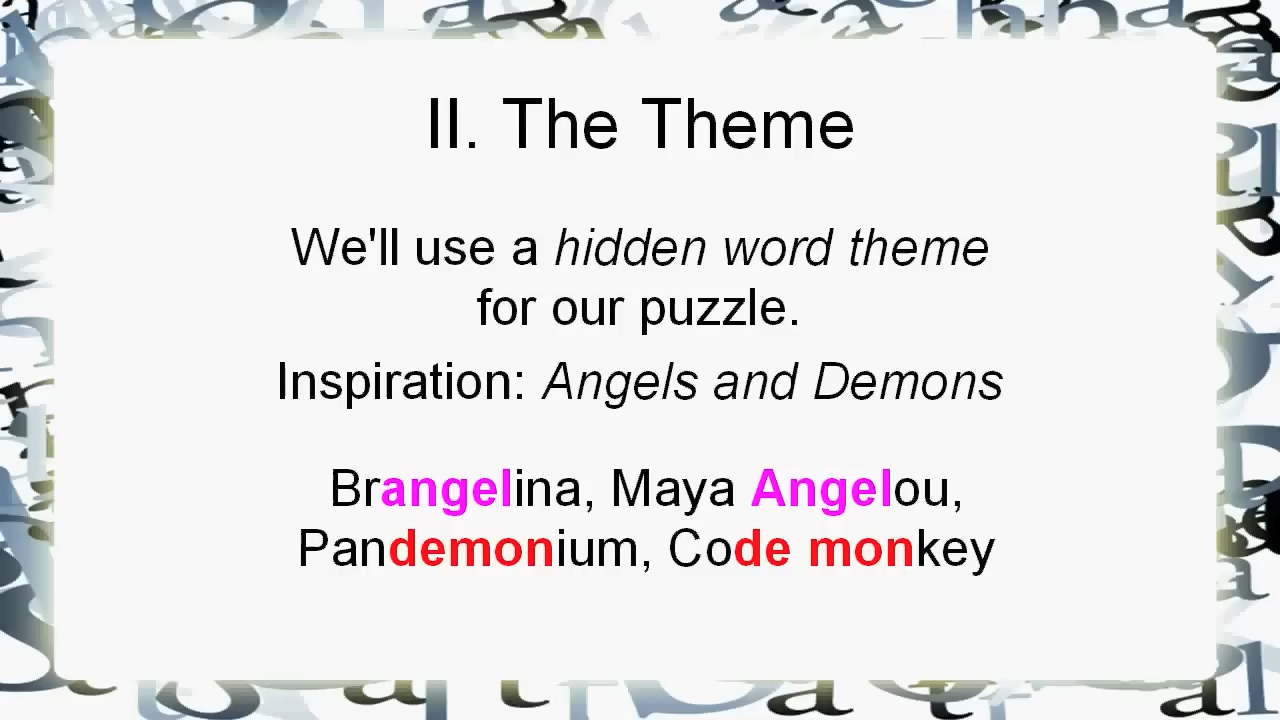 II. The Theme
We'll use a hidden word theme
for our puzzle.
Inspiration: Angels and Demons
Brangelina, Maya Angelou,
Pandemonium, Code monkey